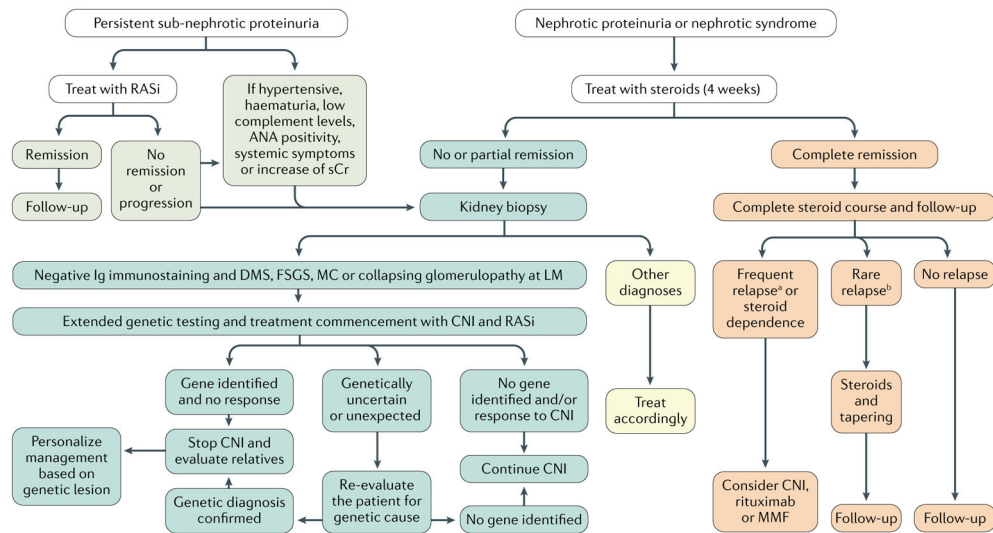 Persistent sub-nephrotic proteinuria
Nephrotic proteinuria or nephrotic syndrome
Treat with RASi
If hypertensive,
haematuria, low
complement levels,
ANA positivity,
systemic symptoms
or increase of sCr
Treat with steroids (4 weeks)
Remission
No
remission
or
progression
Follow-up
No or partial remission
Complete remission
Kidney biopsy
Complete steroid course and follow-up
Negative Ig immunostaining and DMS, FSGS, MC or collapsing glomerulopathy at LM
Other
diagnoses
Frequent
relapseᵃ or
steroid
dependence
Rare
relapseᵇ
No relapse
Extended genetic testing and treatment commencement with CNI and RASi
Gene identified
and no response
Genetically
uncertain
or unexpected
No gene
identified and/or
response to CNI
Treat
accordingly
Steroids
and
tapering
Personalize
management
based on
genetic lesion
Stop CNI and
evaluate relatives
Continue CNI
Genetic diagnosis
confirmed
Re-evaluate
the patient for
genetic cause
No gene identified
Consider CNI,
rituximab
or MMF
Follow-up
Follow-up